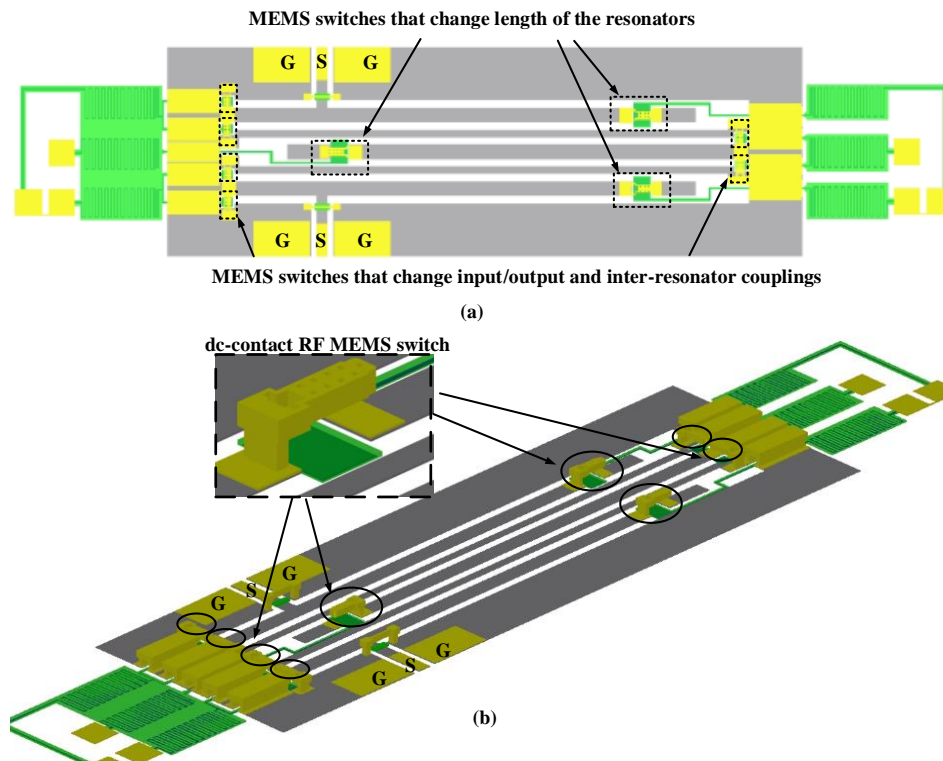 MEMS switches that change length of the resonators
G S G
G S G
MEMS switches that change input/output and inter-resonator couplings
(a)
dc-contact RF MEMS switch
G
S
G
G
S
G
(b)